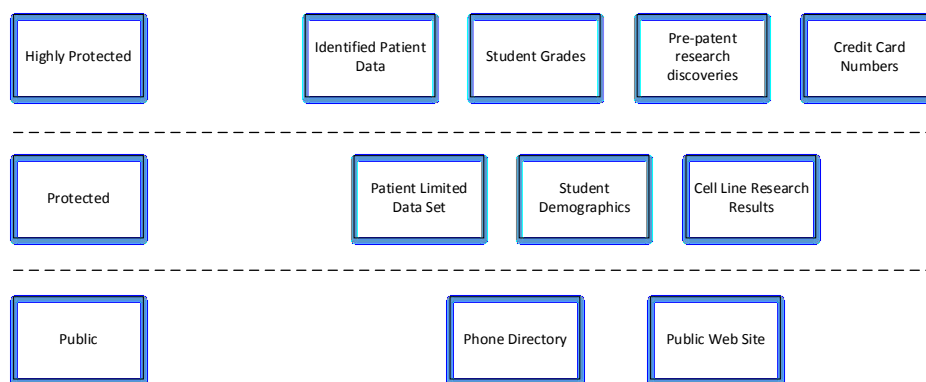 Highly Protected
Identified Patient
Data
Student Grades
Pre-patent
research
discoveries
Credit Card
Numbers
Protected
Patient Limited
Data Set
Student
Demographics
Cell Line Research
Results
Public
Phone Directory
Public Web Site